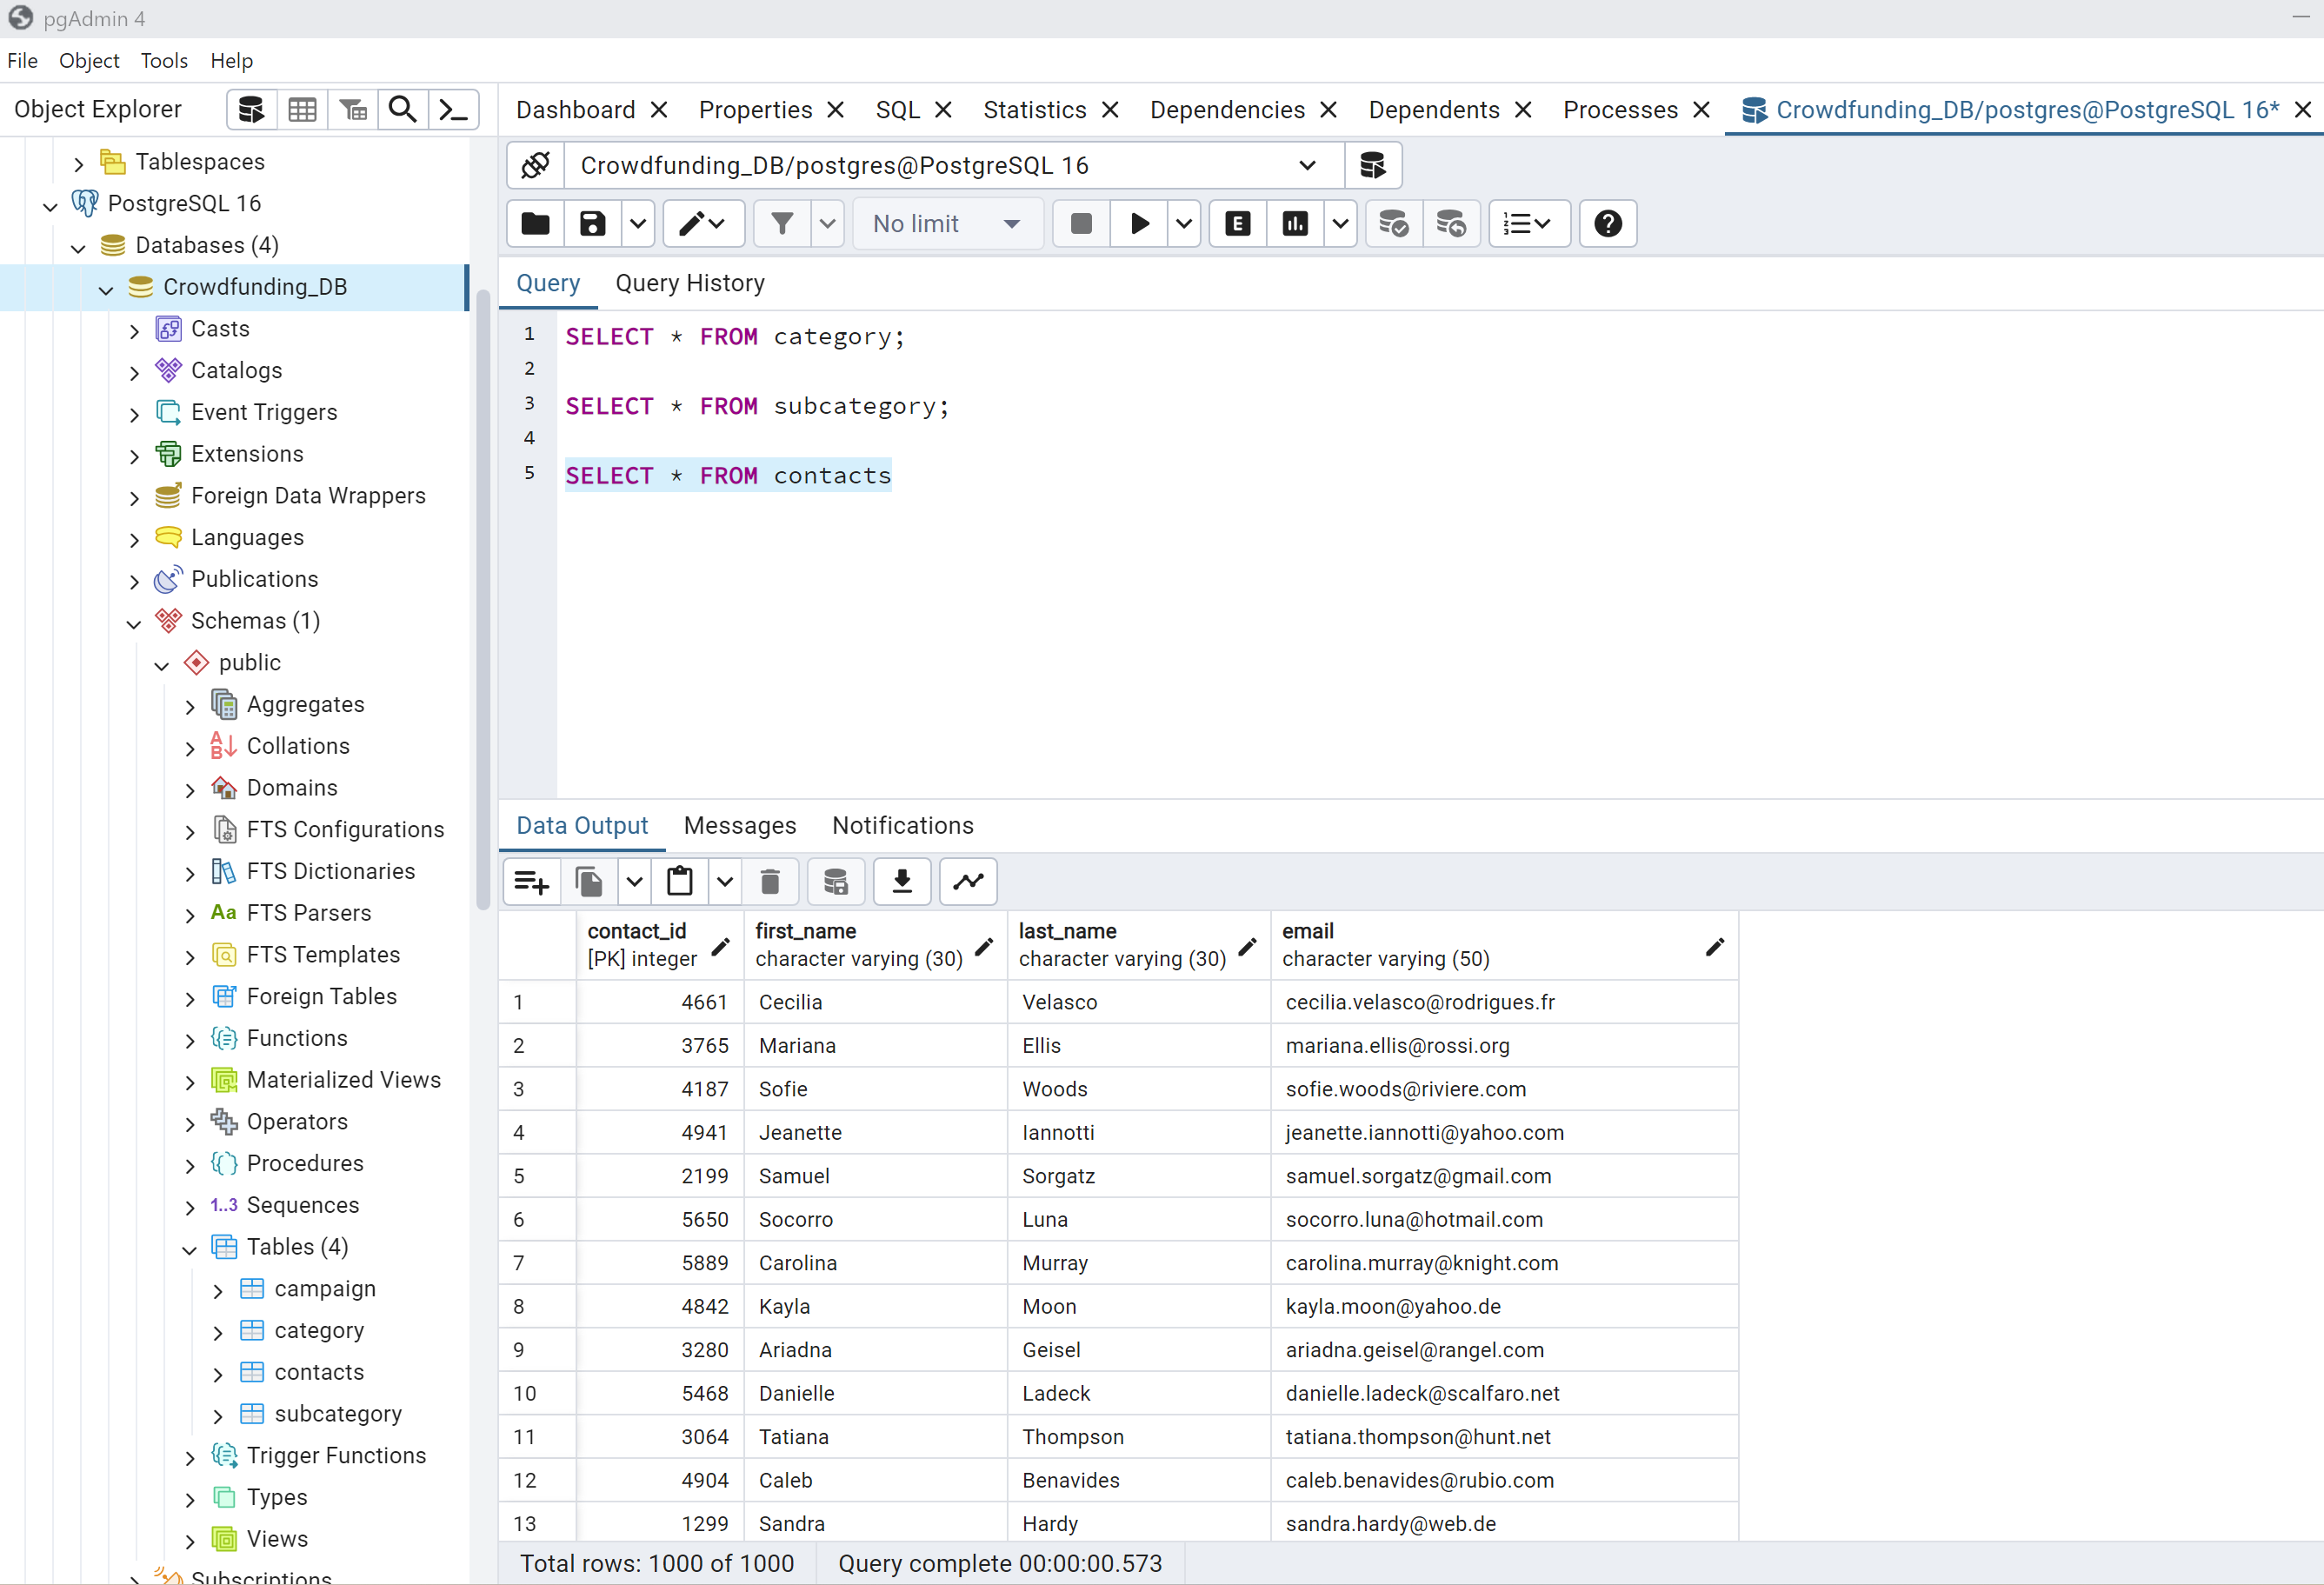 pgAdmin 4
File Object Tools Help
Object Explorer
Dashboard Properties SQL Statistics Dependencies Dependents Processes Crowdfunding_DB/postgres@PostgreSQL 16*
Tablespaces
PostgreSQL 16
Databases (4)
Crowdfunding_DB
Casts
Catalogs
Event Triggers
Extensions
Foreign Data Wrappers
Languages
Publications
Schemas (1)
public
Aggregates
Collations
Domains
FTS Configurations
FTS Dictionaries
Aa FTS Parsers
FTS Templates
Foreign Tables
Functions
Materialized Views
Operators
Procedures
1..3 Sequences
Tables (4)
campaign
category
contacts
subcategory
Trigger Functions
Types
Views
Subscriptions
Crowdfunding_DB/postgres@PostgreSQL 16
No limit E
Query Query History
1 SELECT * FROM category;
2
3 SELECT * FROM subcategory;
4
5 SELECT * FROM contacts
Data Output Messages Notifications
contact_id first_name last_name email
[PK] integer character varying (30) character varying (30) character varying (50)
1 4661 Cecilia Velasco cecilia.velasco@rodrigues.fr
2 3765 Mariana Ellis mariana.ellis@rossi.org
3 4187 Sofie Woods sofie.woods@riviere.com
4 4941 Jeanette Iannotti jeanette.iannotti@yahoo.com
5 2199 Samuel Sorgatz samuel.sorgatz@gmail.com
6 5650 Socorro Luna socorro.luna@hotmail.com
7 5889 Carolina Murray carolina.murray@knight.com
8 4842 Kayla Moon kayla.moon@yahoo.de
9 3280 Ariadna Geisel ariadna.geisel@rangel.com
10 5468 Danielle Ladeck danielle.ladeck@scalfaro.net
11 3064 Tatiana Thompson tatiana.thompson@hunt.net
12 4904 Caleb Benavides caleb.benavides@rubio.com
13 1299 Sandra Hardy sandra.hardy@web.de
Total rows: 1000 of 1000 Query complete 00:00:00.573